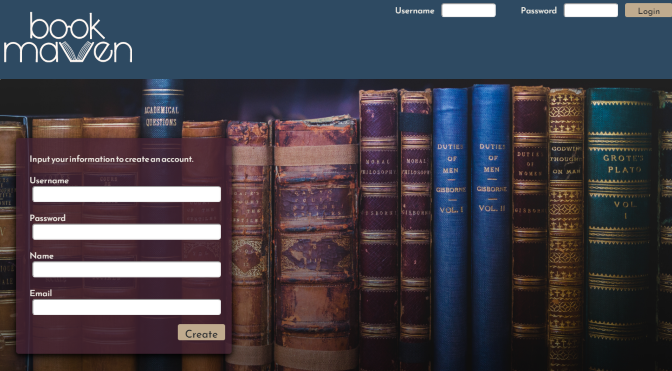 book
maven
Username
Password
Login
Input your information to create an account.
Username
Password
Name
Email
Create
ACADEMICAL
QUESTIONS
MORAL
PHILOSOPHY
MORAL
PHILOSOPHY
GISBORNE
DUTIES
OF
MEN
GISBORNE
VOL. I
DUTIES
OF
MEN
GISBORNE
VOL. II
DUTIES
OF
WOMEN
GISBORNE
GODWIN
THOUGHTS
ON MAN
GROTE'S
PLATO
VOL.
I